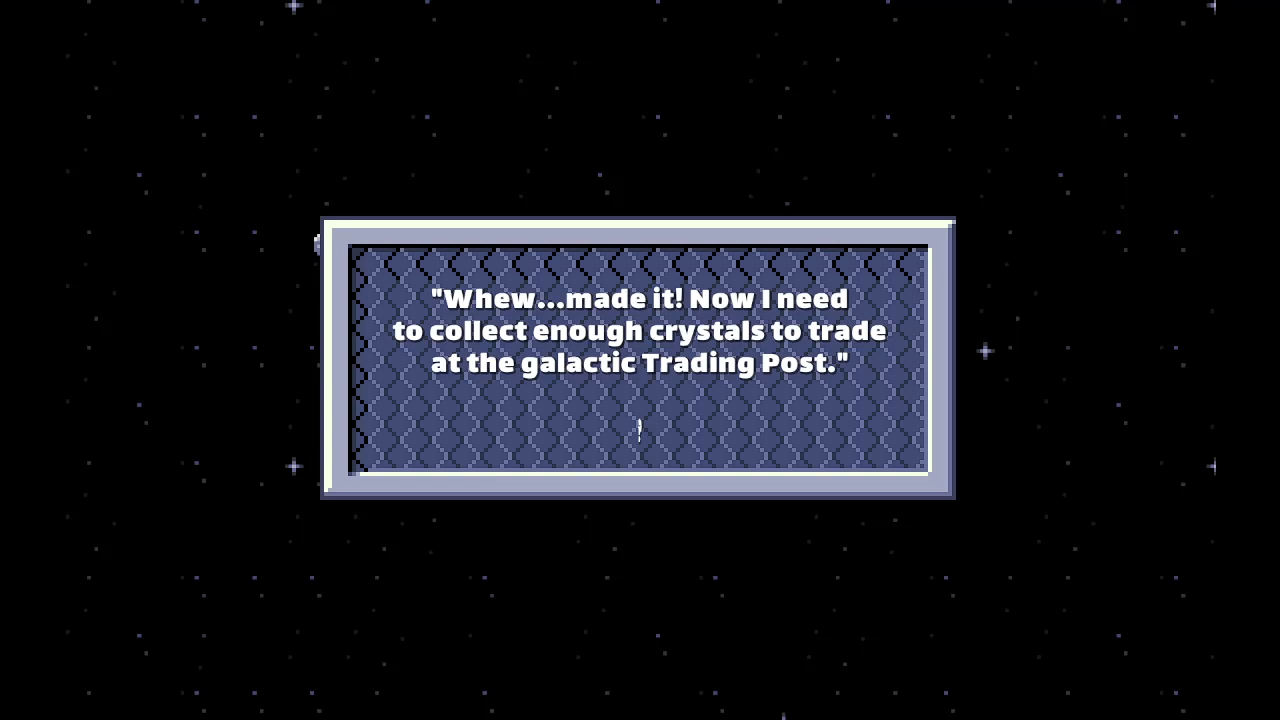 "Whew...made it! Now I need
to collect enough crystals to trade
at the galactic Trading Post."